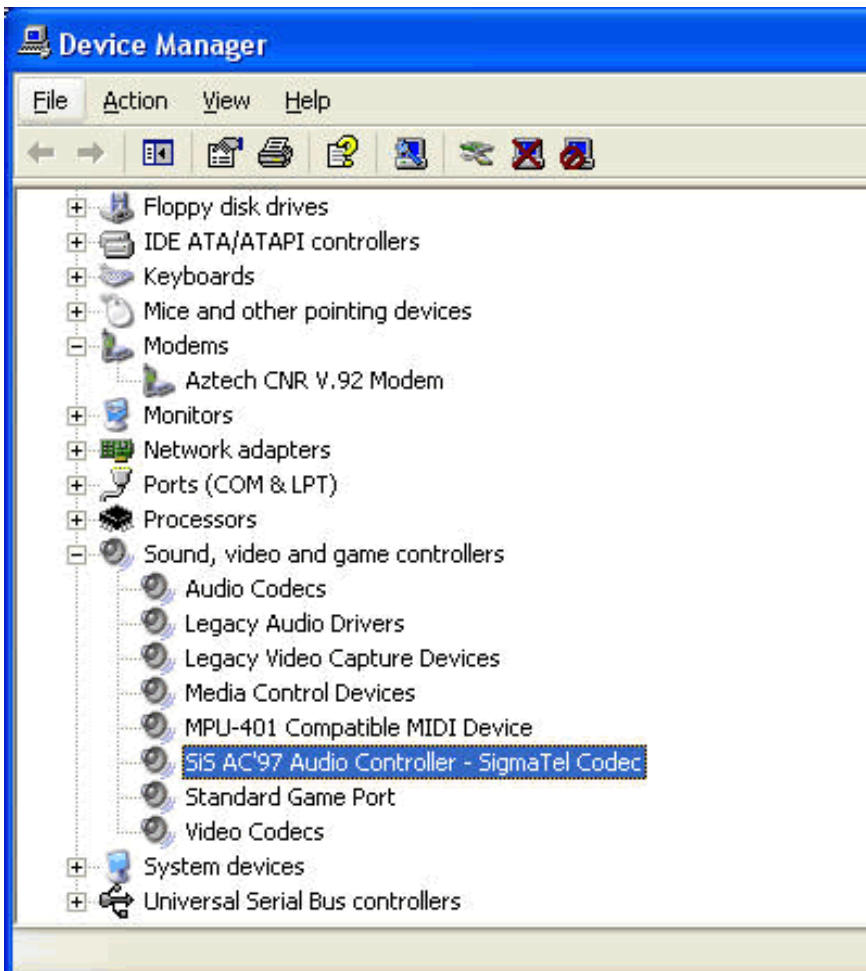 Device Manager
File Action View Help
Floppy disk drives
IDE ATA/ATAPI controllers
Keyboards
Mice and other pointing devices
Modems
Aztech CNR V.92 Modem
Monitors
Network adapters
Ports (COM & LPT)
Processors
Sound, video and game controllers
Audio Codecs
Legacy Audio Drivers
Legacy Video Capture Devices
Media Control Devices
MPU-401 Compatible MIDI Device
SiS AC'97 Audio Controller - SigmaTel Codec
Standard Game Port
Video Codecs
System devices
Universal Serial Bus controllers